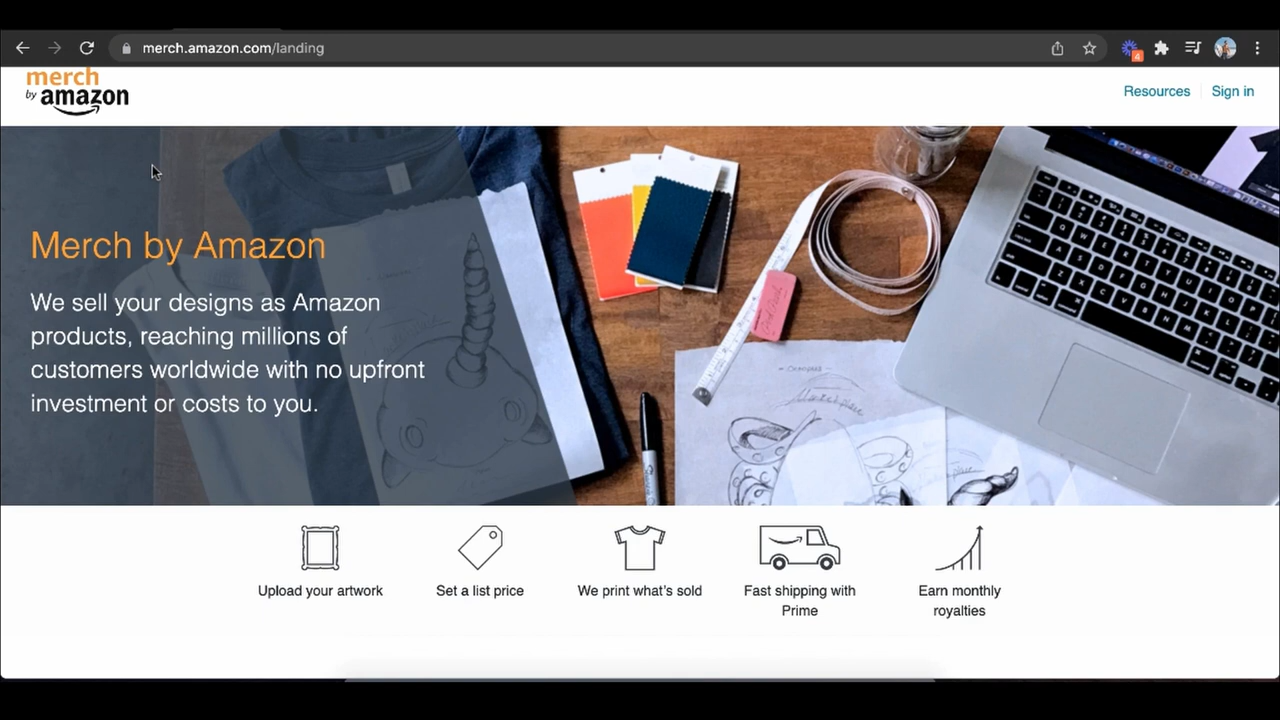 merch.amazon.com/landing
4
merch
by amazon
Resources
Sign in
Merch by Amazon
We sell your designs as Amazon
products, reaching millions of
customers worldwide with no upfront
investment or costs to you.
Upload your artwork
Set a list price
We print what's sold
Fast shipping with
Prime
Earn monthly
royalties